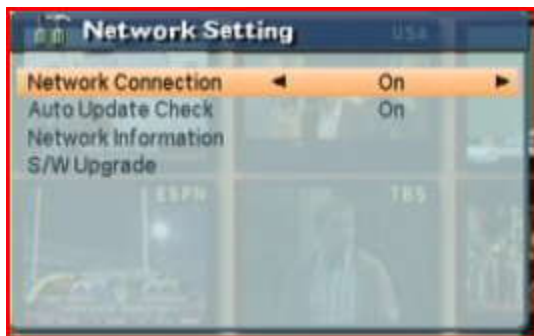 Network Setting
USA
Network Connection ◄ On ►
Auto Update Check On
Network Information
S/W Upgrade
ESPN
TBS